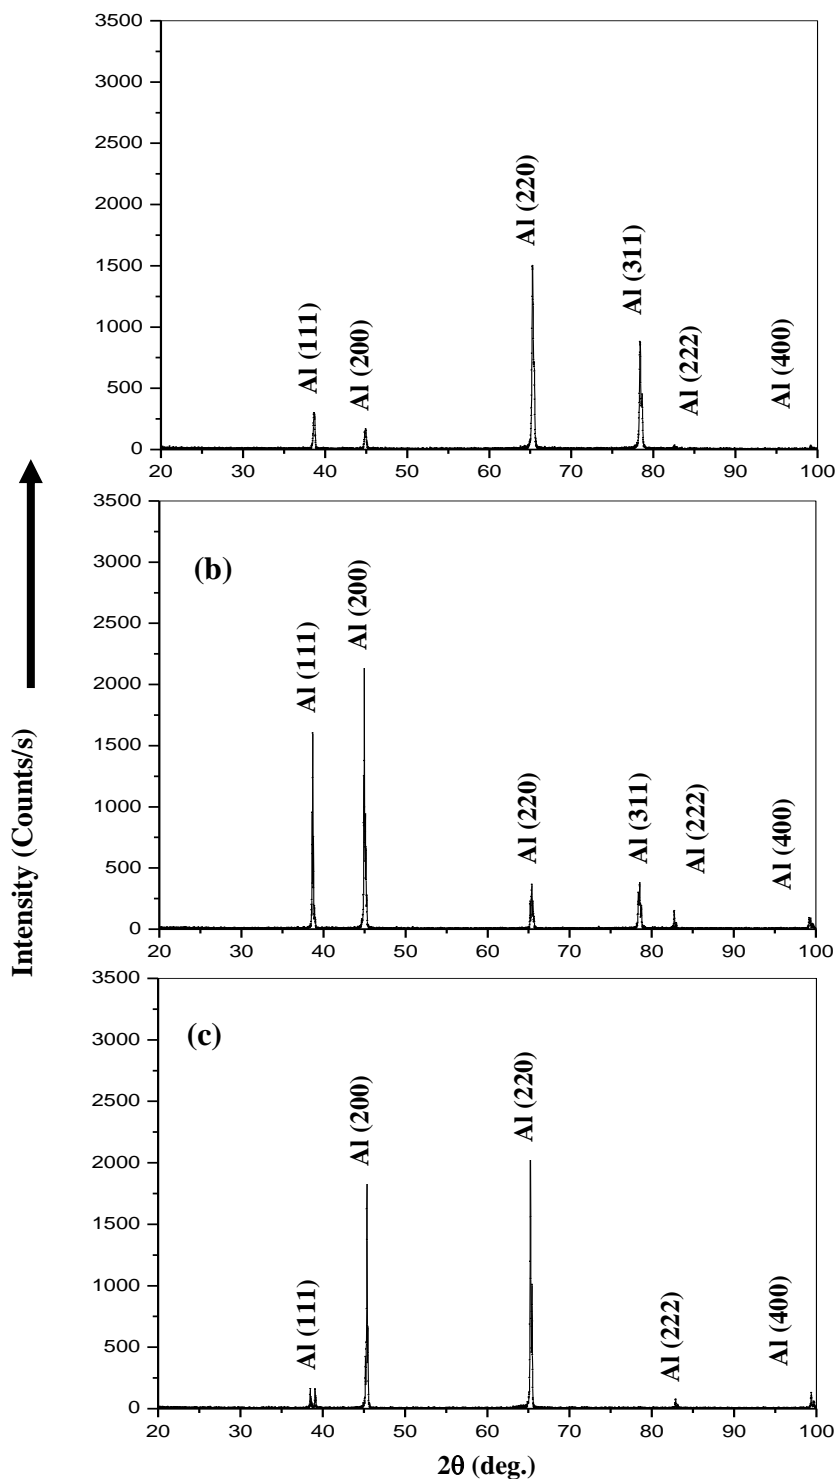 Intensity (Counts/s)
3500
3000
2500
2000
1500
1000
500
0
Al (111)
Al (200)
Al (220)
Al (311)
Al (222)
Al (400)
20 30 40 50 60 70 80 90 100
3500
3000
2500
2000
1500
1000
500
0
(b)
Al (111)
Al (200)
Al (220)
Al (311)
Al (222)
Al (400)
20 30 40 50 60 70 80 90 100
3500
3000
2500
2000
1500
1000
500
0
(c)
Al (111)
Al (200)
Al (220)
Al (222)
Al (400)
20 30 40 50 60 70 80 90 100
2θ (deg.)